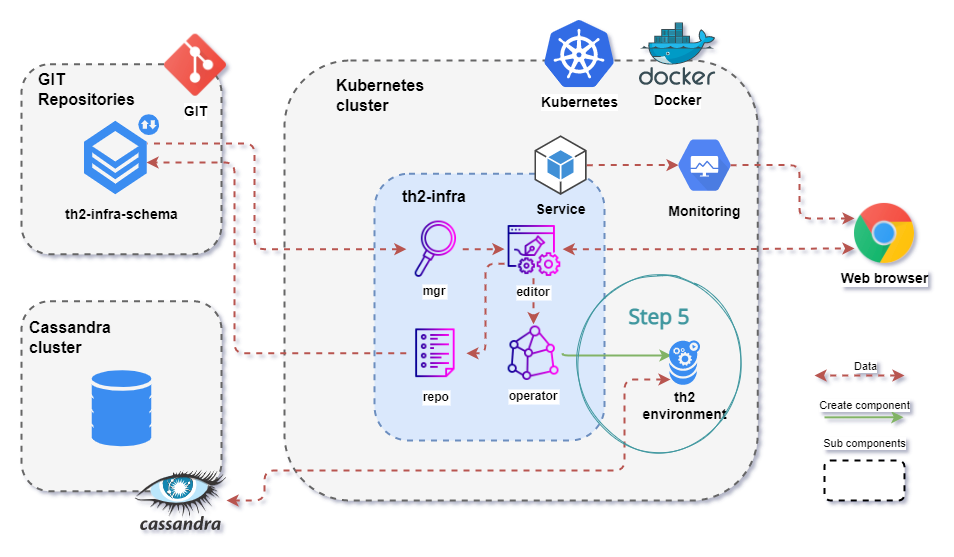 GIT
Repositories
GIT
th2-infra-schema
Kubernetes
cluster
Kubernetes
docker
Docker
Service
Monitoring
th2-infra
mgr
editor
repo
operator
Step 5
th2
environment
Web browser
Cassandra
cluster
cassandra
Data
Create component
Sub components